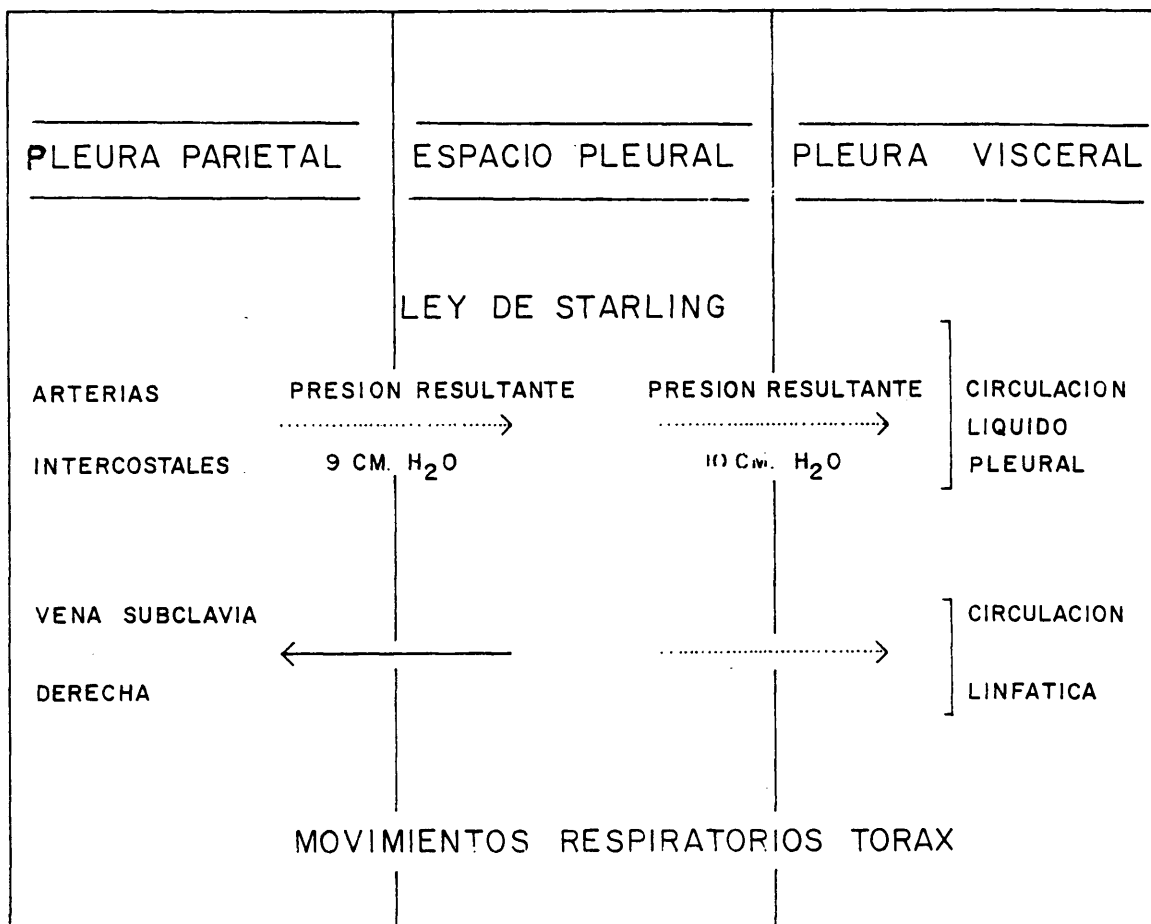 PLEURA PARIETAL
ESPACIO PLEURAL
PLEURA VISCERAL
LEY DE STARLING
ARTERIAS
INTERCOSTALES
PRESION RESULTANTE
9 CM. H₂O
PRESION RESULTANTE
10 CM. H₂O
CIRCULACION
LIQUIDO
PLEURAL
VENA SUBCLAVIA
DERECHA
CIRCULACION
LINFATICA
MOVIMIENTOS RESPIRATORIOS TORAX